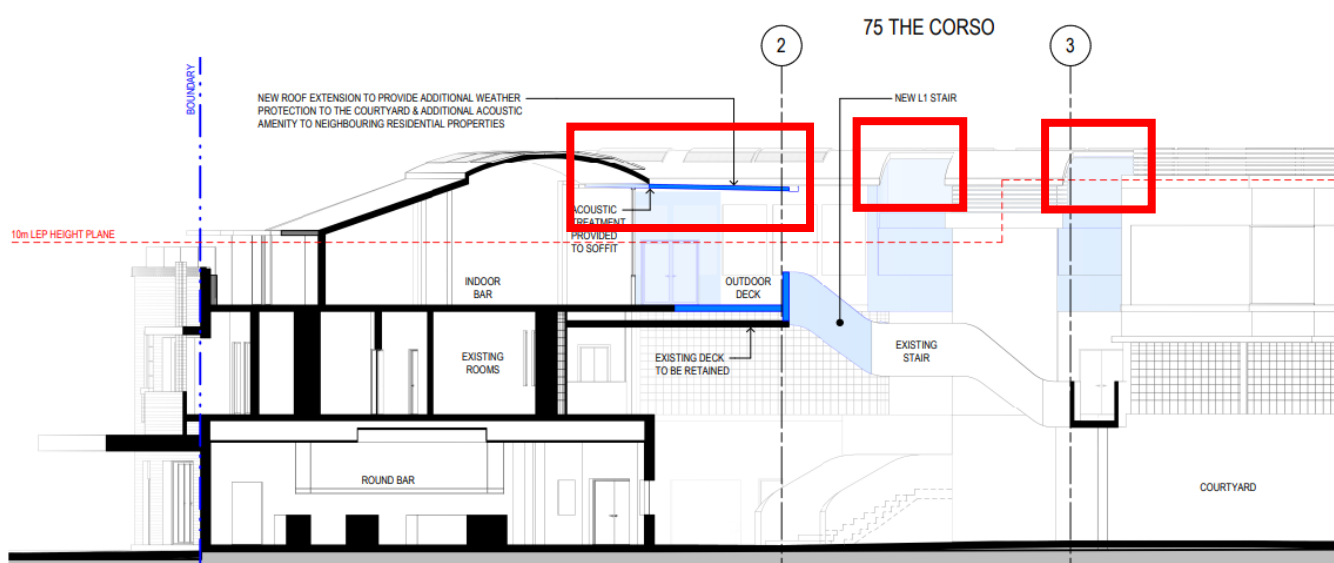 75 THE CORSO
2
3
BOUNDARY
NEW ROOF EXTENSION TO PROVIDE ADDITIONAL WEATHER
PROTECTION TO THE COURTYARD & ADDITIONAL ACOUSTIC
AMENITY TO NEIGHBOURING RESIDENTIAL PROPERTIES
NEW L1 STAIR
ACOUSTIC
TREATMENT
PROVIDED
TO SOFFIT
10m LEP HEIGHT PLANE
INDOOR
BAR
OUTDOOR
DECK
EXISTING
ROOMS
EXISTING DECK
TO BE RETAINED
EXISTING
STAIR
ROUND BAR
COURTYARD